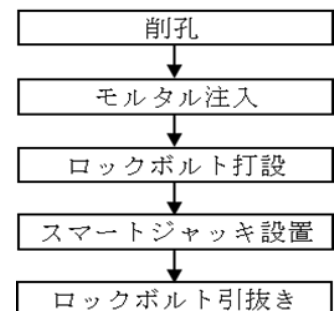 削孔
モルタル注入
ロックボルト打設
スマートジャッキ設置
ロックボルト引抜き